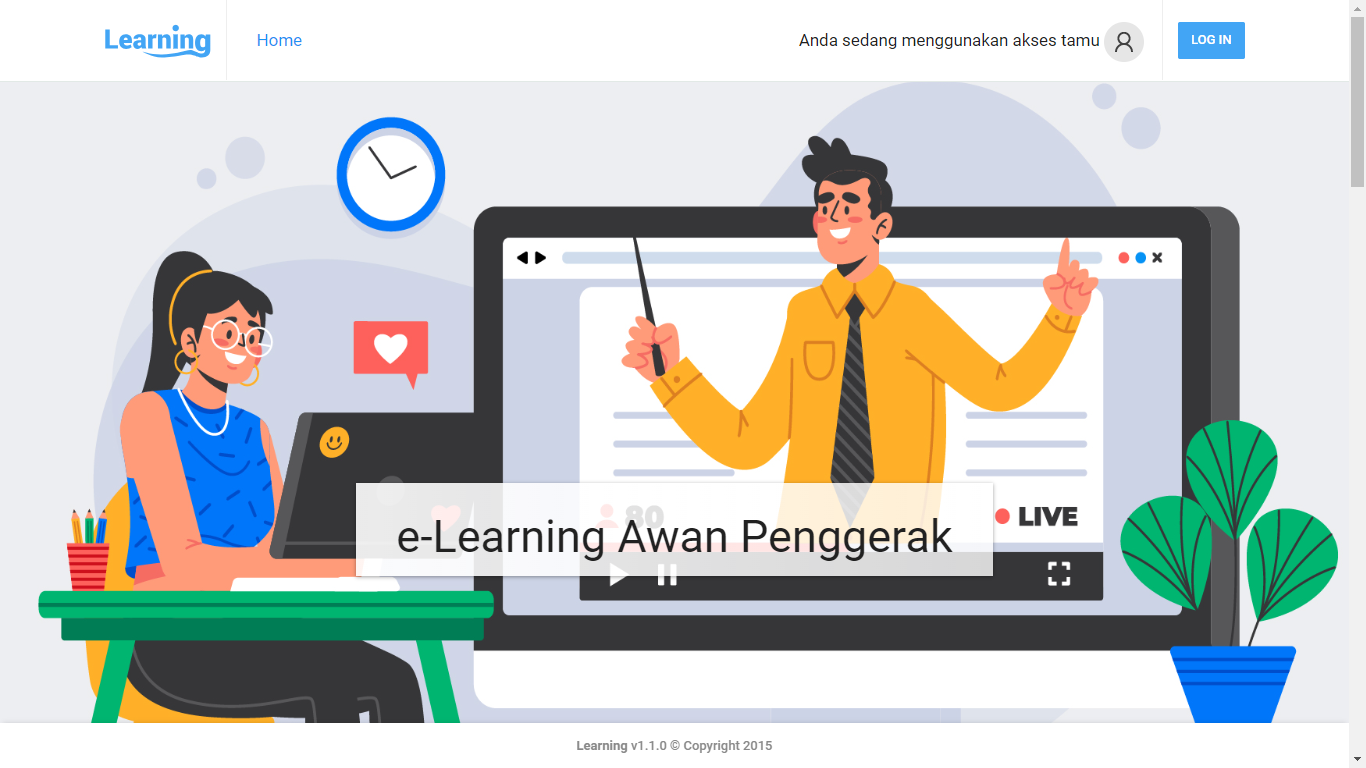 Learning
Home
Anda sedang menggunakan akses tamu
LOG IN
80
LIVE
e-Learning Awan Penggerak
Learning v1.1.0 © Copyright 2015